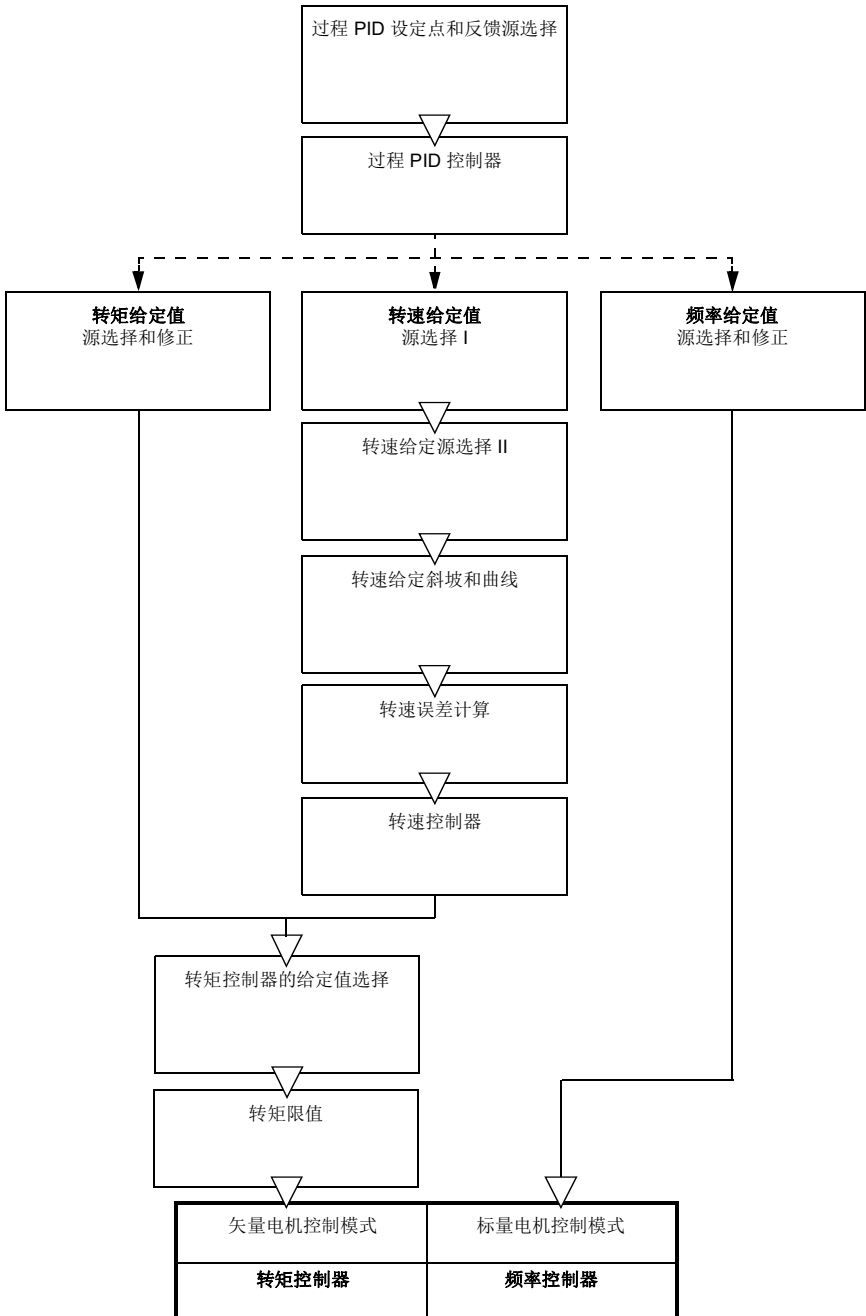 过程 PID 设定点和反馈源选择
过程 PID 控制器
转矩给定值
源选择和修正
转速给定值
源选择 I
频率给定值
源选择和修正
转速给定源选择 II
转速给定斜坡和曲线
转速误差计算
转速控制器
转矩控制器的给定值选择
转矩限值
矢量电机控制模式
标量电机控制模式
转矩控制器
频率控制器